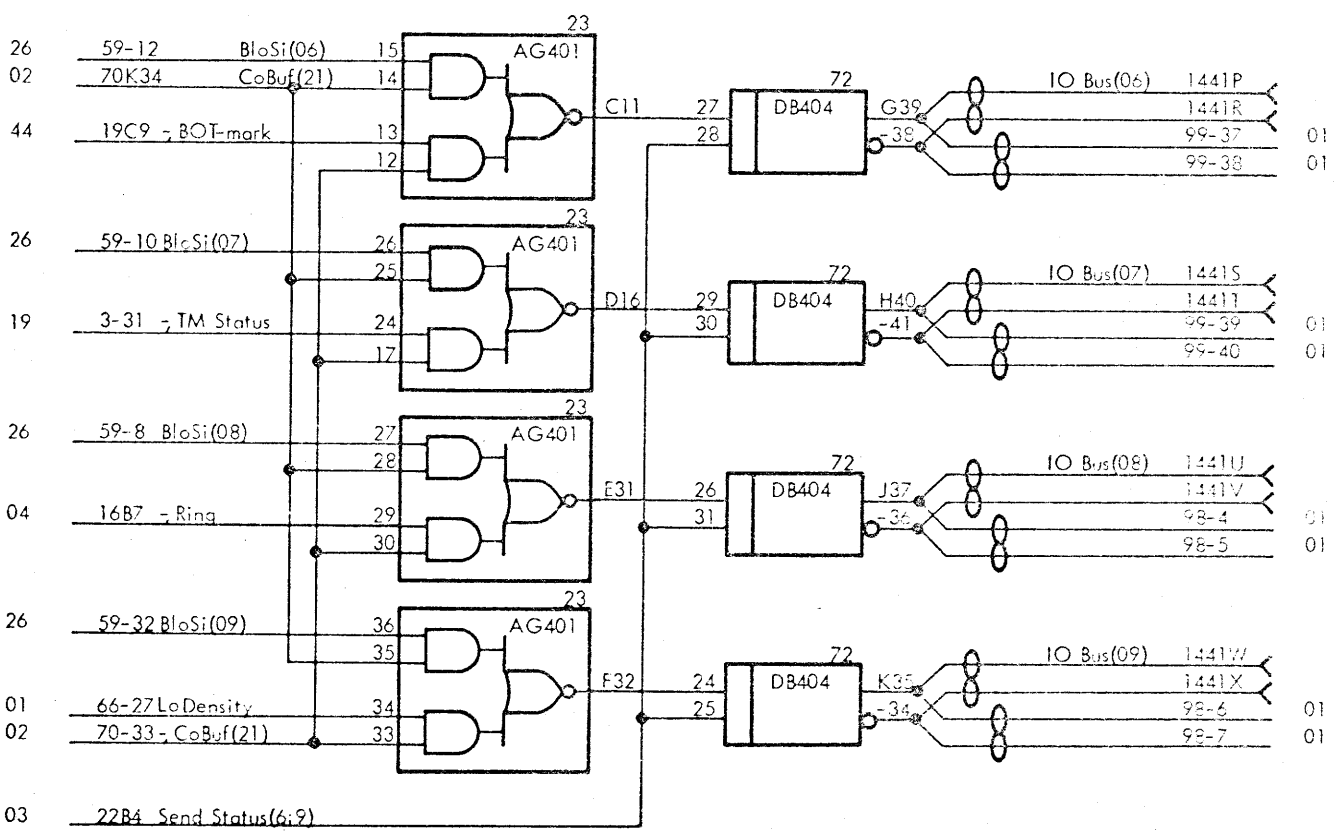 23
26 59-12 BloSi(06) 15 AG401
02 70K34 CoBuf(21) 14
72 IO Bus(06) 1441P
C11 27 DB404 G39 1441R
44 19C9 ¬, BOT-mark 13 28 -38 99-37 01
12 99-38 01
23
26 59-10 BloSi(07) 26 AG401
25 72 IO Bus(07) 1441S
D16 29 DB404 H40 1441T
19 3-31 ¬, TM Status 24 30 -41 99-39 01
17 99-40 01
23
26 59-8 BloSi(08) 27 AG401
28 72 IO Bus(08) 1441U
E31 26 DB404 J37 1441V
04 16B7 ¬, Ring 29 31 -36 98-4 01
30 98-5 01
23
26 59-32 BloSi(09) 36 AG401
35 72 IO Bus(09) 1441W
F32 24 DB404 K35 1441X
01 66-27 LoDensity 34 25 -34 98-6 01
02 70-33 ¬, CoBuf(21) 33 98-7 01
03 22B4 Send Status(6:9)